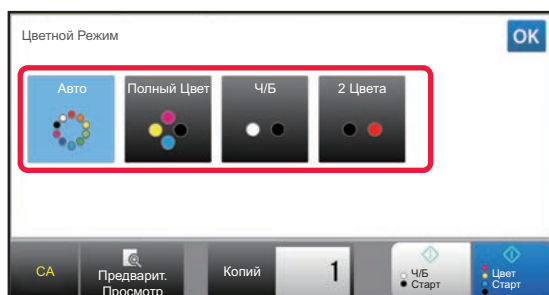 Цветной Режим
OK
Авто
Полный Цвет
Ч/Б
2 Цвета
CA
Предварит.
Просмотр
Копий
1
Ч/Б
Старт
Цвет
Старт